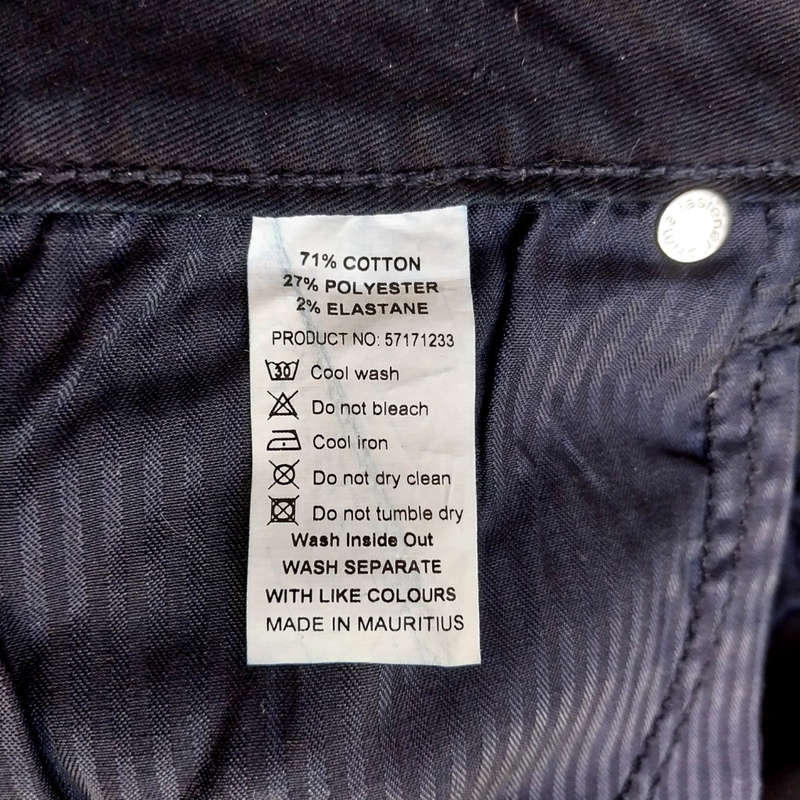 71% COTTON
27% POLYESTER
2% ELASTANE
PRODUCT NO: 57171233
30 Cool wash
Do not bleach
Cool iron
Do not dry clean
Do not tumble dry
Wash Inside Out
WASH SEPARATE
WITH LIKE COLOURS
MADE IN MAURITIUS
fastener